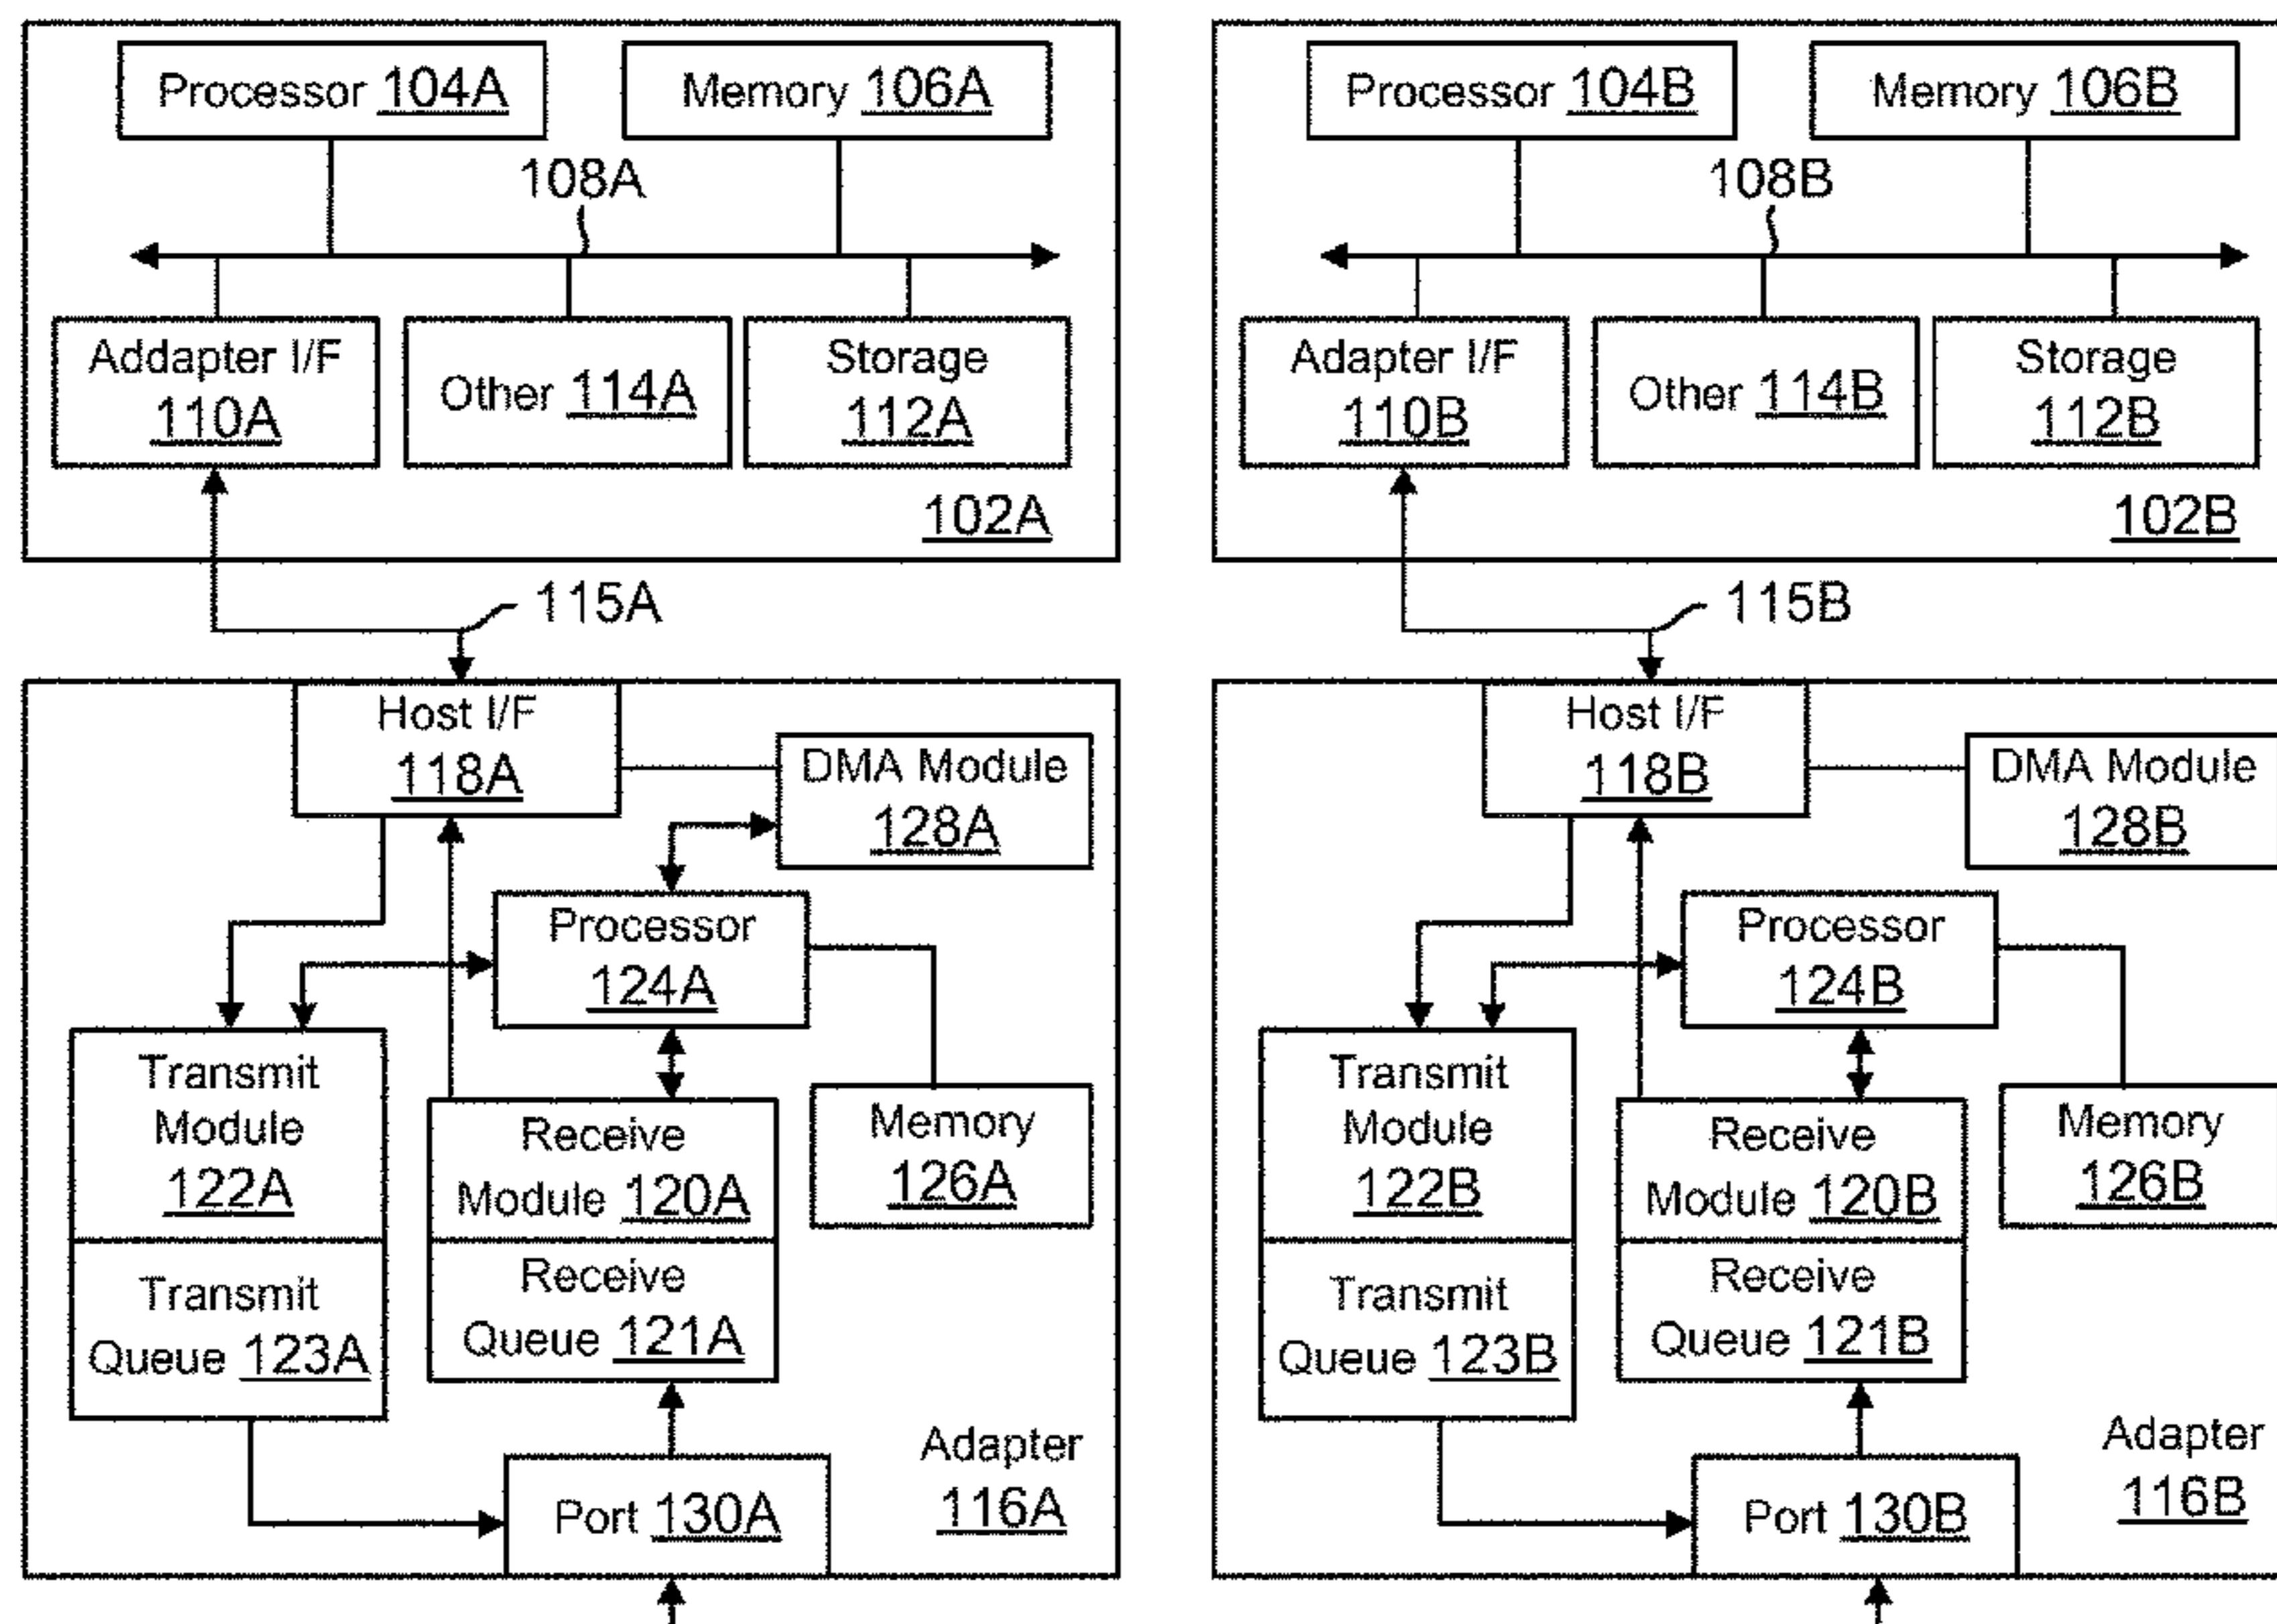 Processor 104A
Memory 106A
108A
Addapter I/F
110A
Other 114A
Storage
112A
102A
115A
Host I/F
118A
DMA Module
128A
Processor
124A
Transmit
Module
122A
Transmit
Queue 123A
Receive
Module 120A
Receive
Queue 121A
Memory
126A
Port 130A
Adapter
116A
Processor 104B
Memory 106B
108B
Adapter I/F
110B
Other 114B
Storage
112B
102B
115B
Host I/F
118B
DMA Module
128B
Processor
124B
Transmit
Module
122B
Transmit
Queue 123B
Receive
Module 120B
Receive
Queue 121B
Memory
126B
Port 130B
Adapter
116B